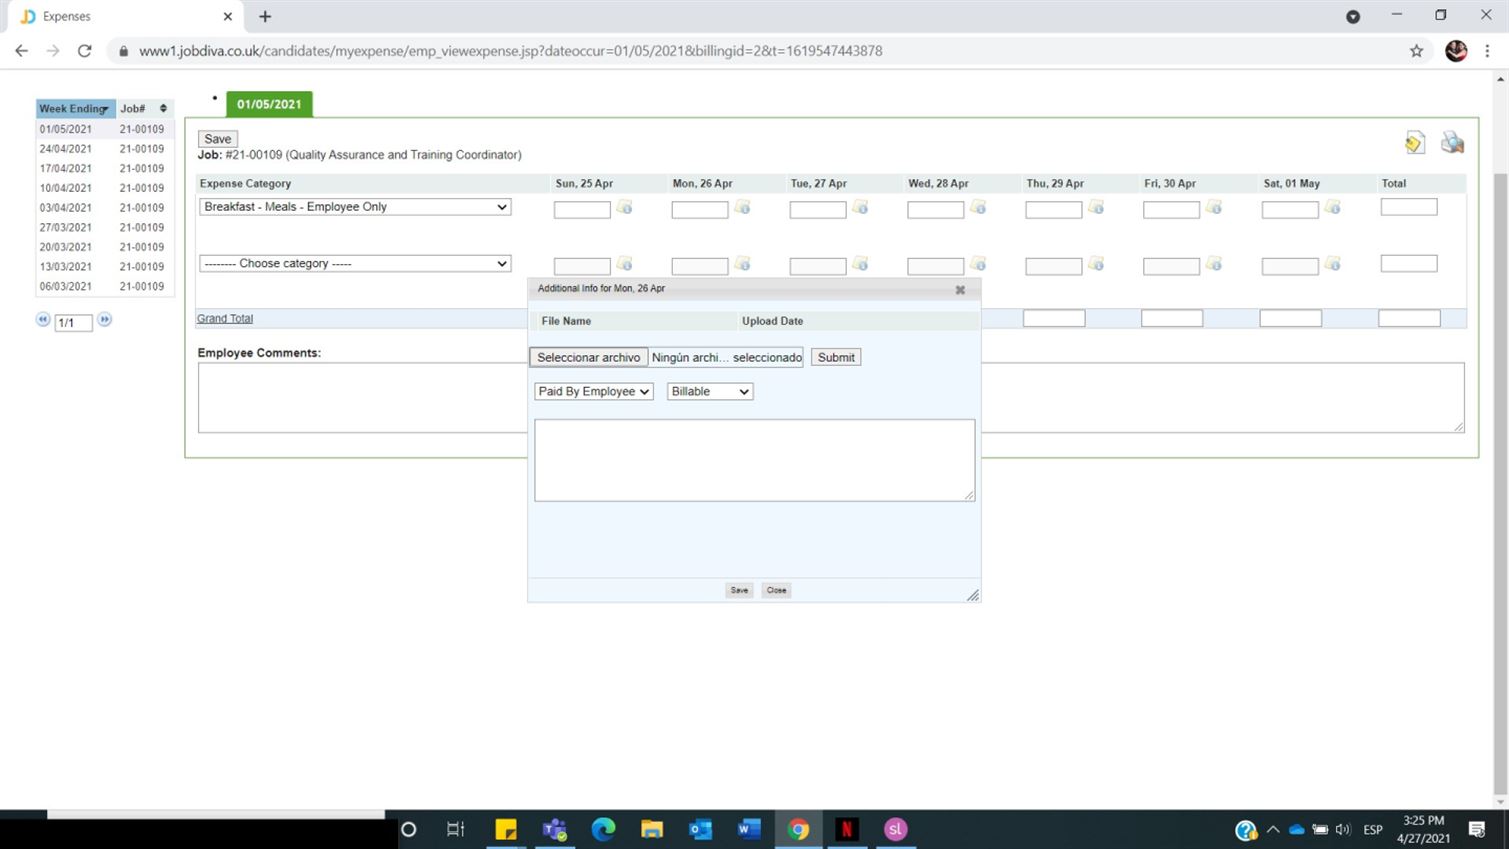 Expenses
www1.jobdiva.co.uk/candidates/myexpense/emp_viewexpense.jsp?dateoccur=01/05/2021&billingid=2&t=1619547443878
Week Ending Job#
01/05/2021 21-00109
24/04/2021 21-00109
17/04/2021 21-00109
10/04/2021 21-00109
03/04/2021 21-00109
27/03/2021 21-00109
20/03/2021 21-00109
13/03/2021 21-00109
06/03/2021 21-00109
1/1
01/05/2021
Save
Job: #21-00109 (Quality Assurance and Training Coordinator)
Expense Category Sun, 25 Apr Mon, 26 Apr Tue, 27 Apr Wed, 28 Apr Thu, 29 Apr Fri, 30 Apr Sat, 01 May Total
Breakfast - Meals - Employee Only
-------- Choose category -----
Grand Total
Employee Comments:
Additional Info for Mon, 26 Apr
File Name Upload Date
Seleccionar archivo Ningún archi... seleccionado Submit
Paid By Employee Billable
Save Close
ESP
3:25 PM
4/27/2021